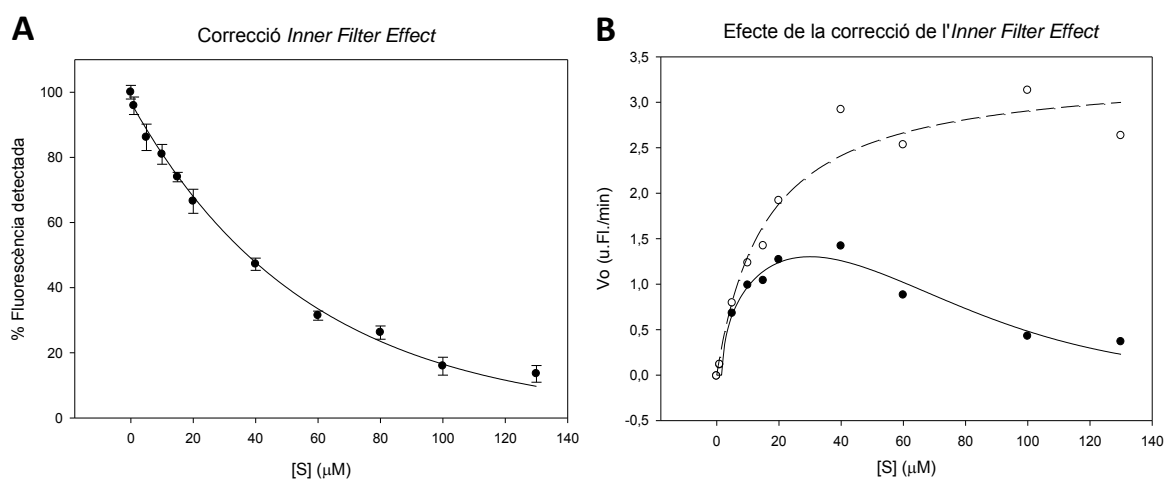 A
Correcció Inner Filter Effect
% Fluorescència detectada
100
80
60
40
20
0
0 20 40 60 80 100 120 140
[S] (μM)
B
Efecte de la correcció de l'Inner Filter Effect
Vo (u.Fl./min)
3,5
3,0
2,5
2,0
1,5
1,0
0,5
0,0
-0,5
0 20 40 60 80 100 120 140
[S] (μM)